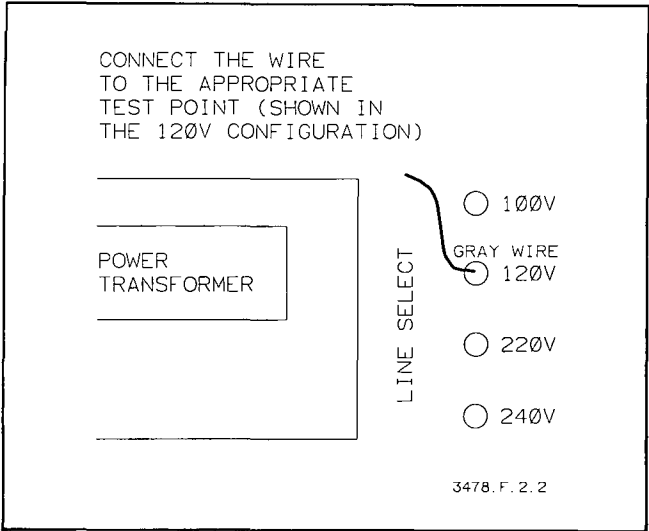 CONNECT THE WIRE
TO THE APPROPRIATE
TEST POINT (SHOWN IN
THE 120V CONFIGURATION)
POWER
TRANSFORMER
LINE SELECT
100V
GRAY WIRE
120V
220V
240V
3478.F.2.2